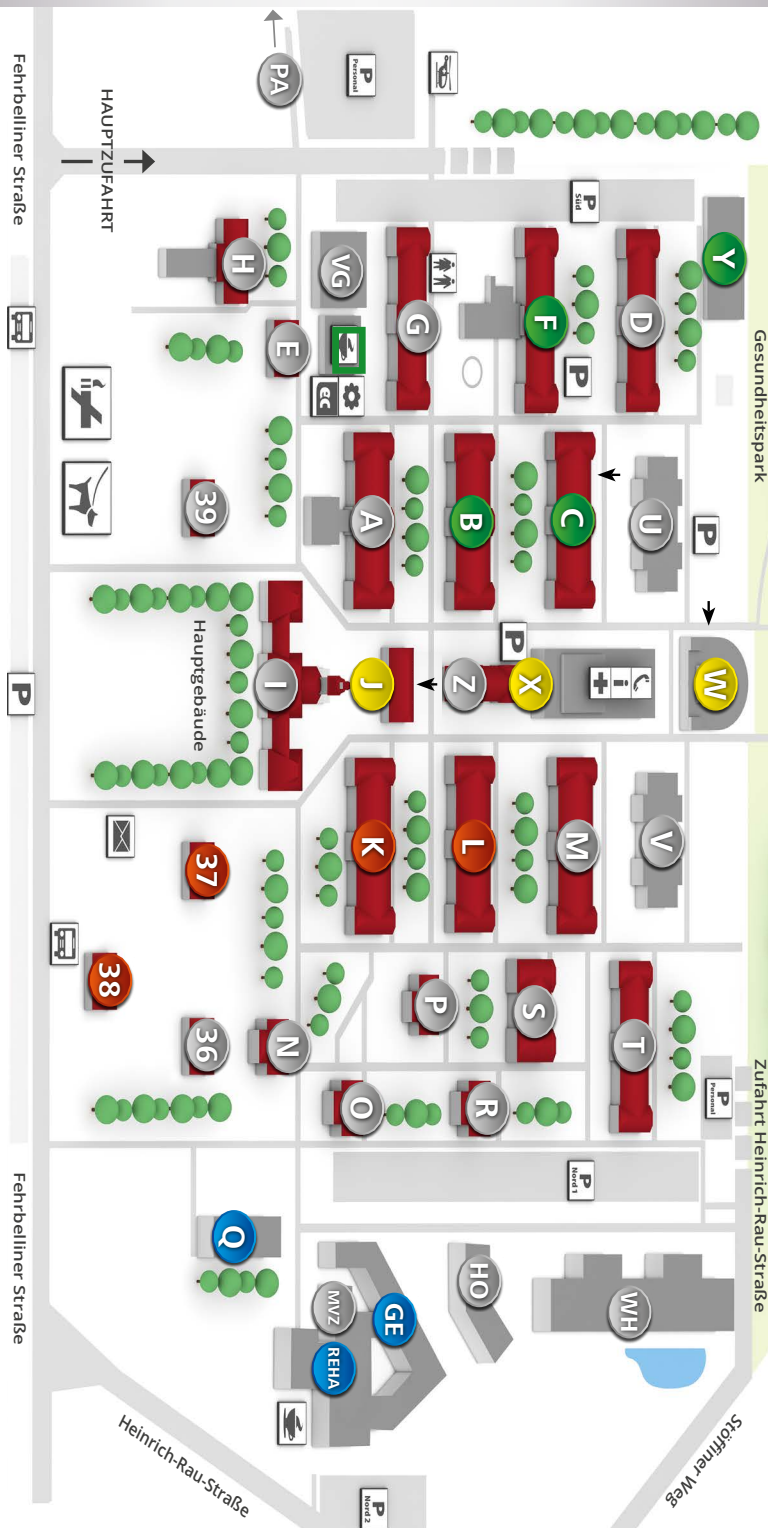 Fehrbelliner Straße
HAUPTZUFAHRT
PA
P
Personal
H
VG
E
ec
G
P
Süd
F
P
D
Y
Gesundheitspark
39
A
B
C
U
P
Hauptgebäude
I
J
Z
P
X
i
W
P
37
38
36
K
L
M
V
N
P
S
T
O
R
P
Personal
Zufahrt Heinrich-Rau-Straße
P
Nord 1
Fehrbelliner Straße
Q
MVZ
GE
REHA
HO
WH
Heinrich-Rau-Straße
Stöffiner Weg
P
Nord 2